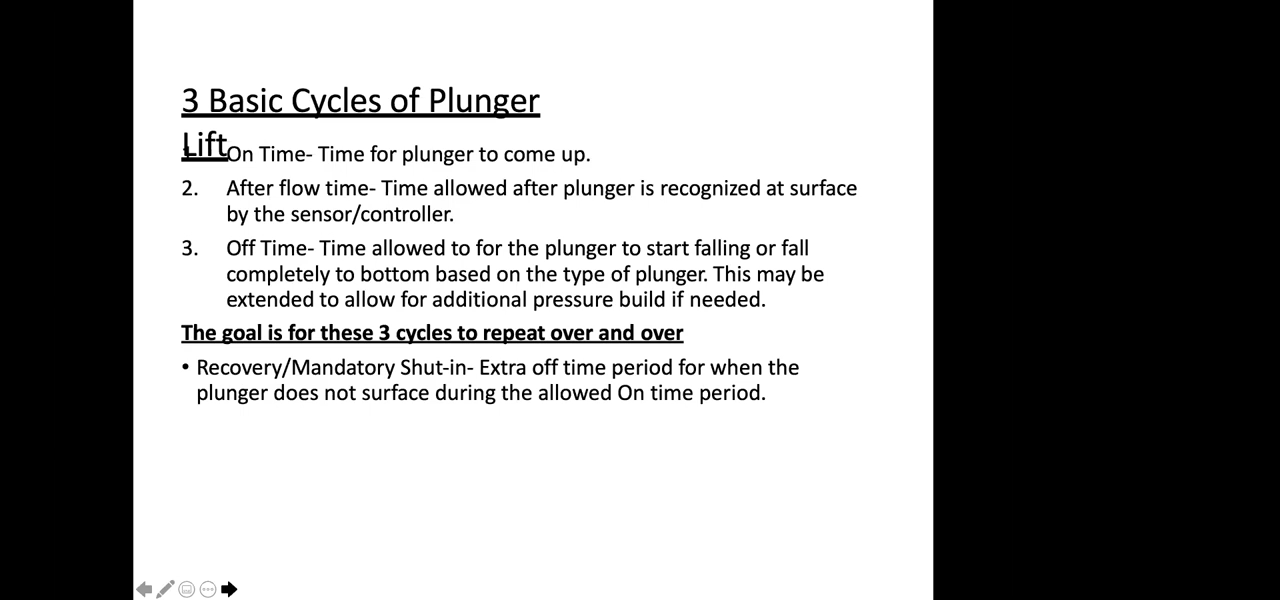 3 Basic Cycles of Plunger
Lift
On Time- Time for plunger to come up.
2. After flow time- Time allowed after plunger is recognized at surface
by the sensor/controller.
3. Off Time- Time allowed to for the plunger to start falling or fall
completely to bottom based on the type of plunger. This may be
extended to allow for additional pressure build if needed.
The goal is for these 3 cycles to repeat over and over
• Recovery/Mandatory Shut-in- Extra off time period for when the
plunger does not surface during the allowed On time period.